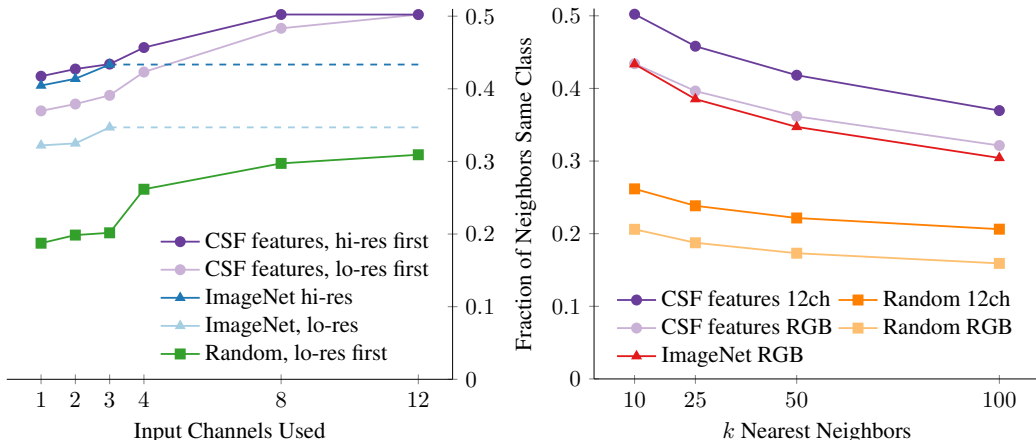 CSF features, hi-res first
CSF features, lo-res first
ImageNet hi-res
ImageNet, lo-res
Random, lo-res first
1 2 3 4 8 12
Input Channels Used
0.5
0.4
0.3
0.2
0.1
0
Fraction of Neighbors Same Class
0.5
0.4
0.3
0.2
0.1
0
CSF features 12ch
CSF features RGB
ImageNet RGB
Random 12ch
Random RGB
10 25 50 100
k Nearest Neighbors